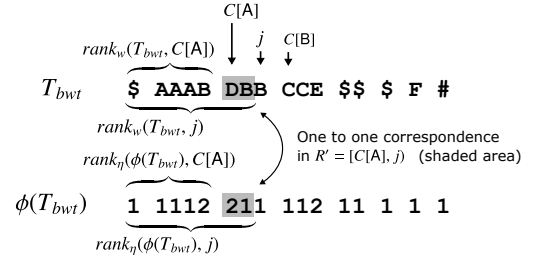 C[A]
rank_w(T_bwt, C[A]) j C[B]
T_bwt $ AAAB DBB CCE $$ $ F #
rank_w(T_bwt, j)
One to one correspondence
in R′ = [C[A], j) (shaded area)
rank_η(ϕ(T_bwt), C[A])
ϕ(T_bwt) 1 1112 211 112 11 1 1 1
rank_η(ϕ(T_bwt), j)